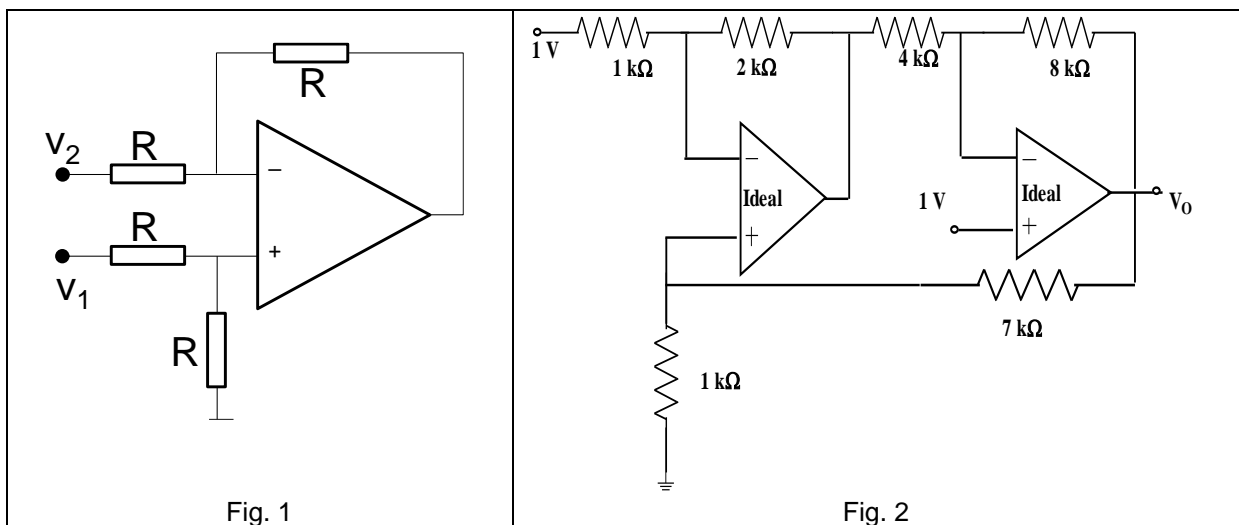 R
R
V2
R
V1
R
−
+
Fig. 1
1 V
1 kΩ
2 kΩ
4 kΩ
8 kΩ
−
Ideal
+
1 V
−
Ideal
+
VO
7 kΩ
1 kΩ
Fig. 2